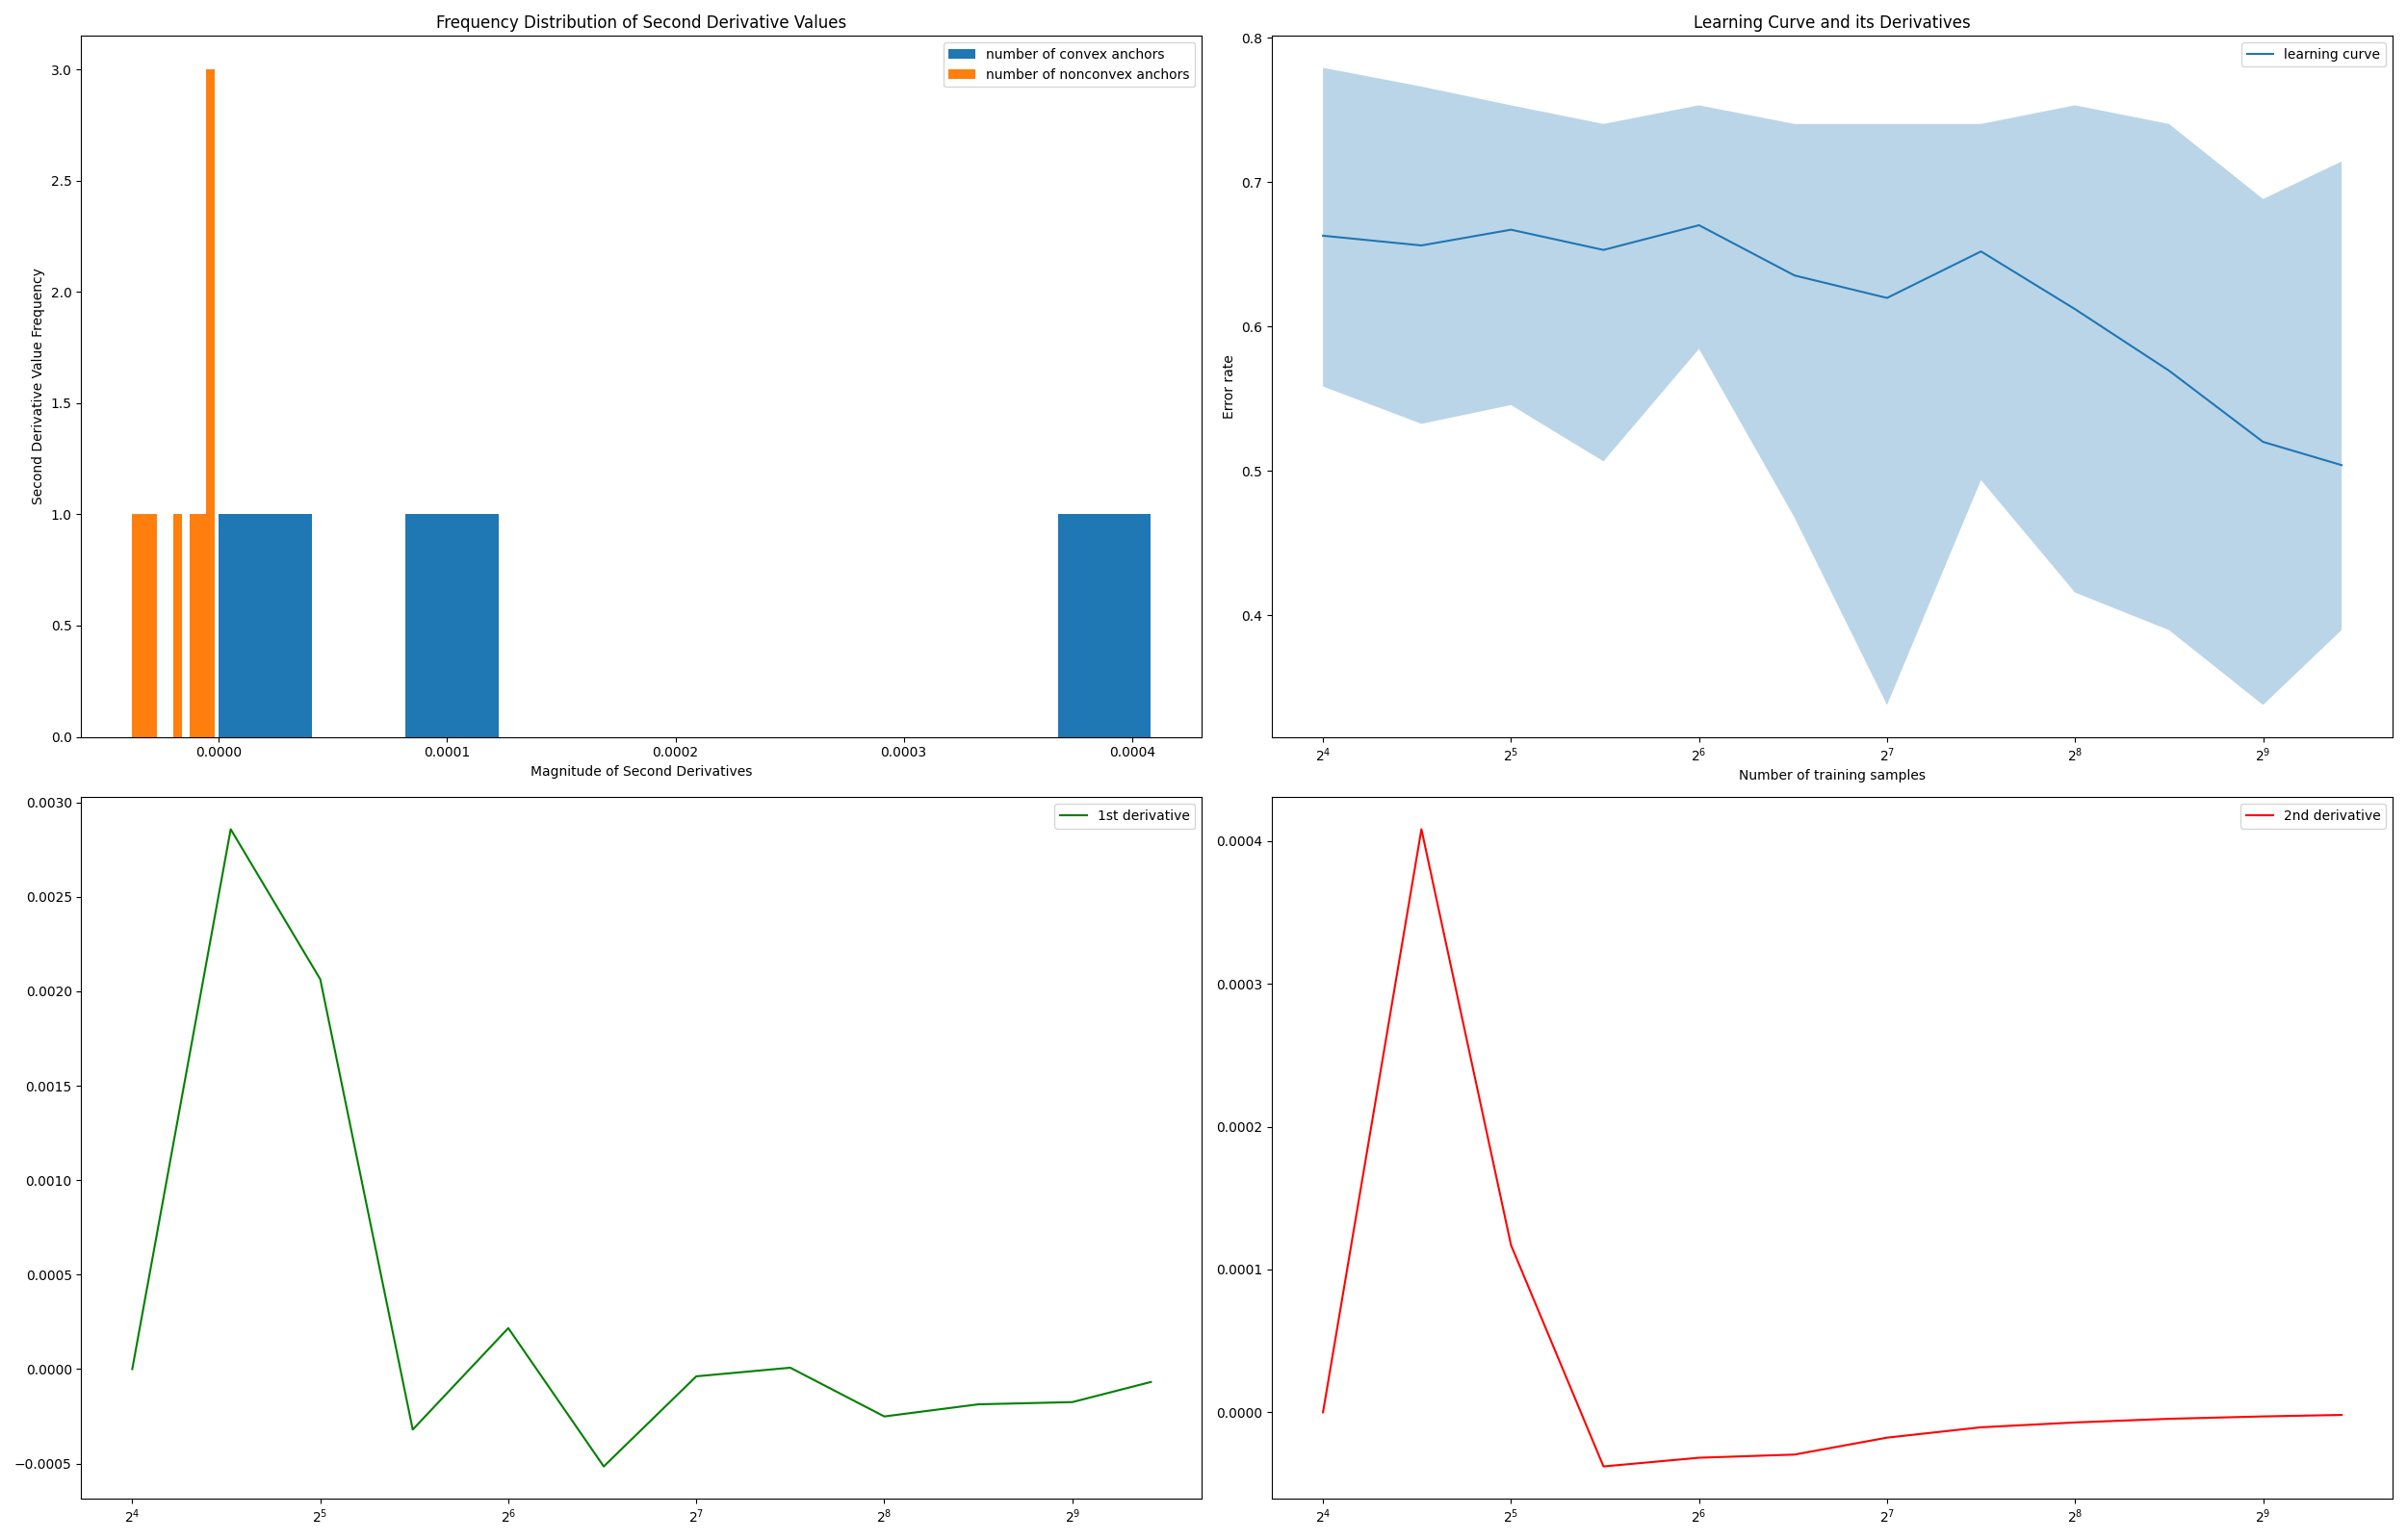 Frequency Distribution of Second Derivative Values
number of convex anchors
number of nonconvex anchors
3.0
2.5
2.0
1.5
1.0
0.5
0.0
Second Derivative Value Frequency
0.0000 0.0001 0.0002 0.0003 0.0004
Magnitude of Second Derivatives
Learning Curve and its Derivatives
learning curve
0.8
0.7
0.6
0.5
0.4
Error rate
2⁴ 2⁵ 2⁶ 2⁷ 2⁸ 2⁹
Number of training samples
1st derivative
0.0030
0.0025
0.0020
0.0015
0.0010
0.0005
0.0000
−0.0005
2⁴ 2⁵ 2⁶ 2⁷ 2⁸ 2⁹
2nd derivative
0.0004
0.0003
0.0002
0.0001
0.0000
2⁴ 2⁵ 2⁶ 2⁷ 2⁸ 2⁹